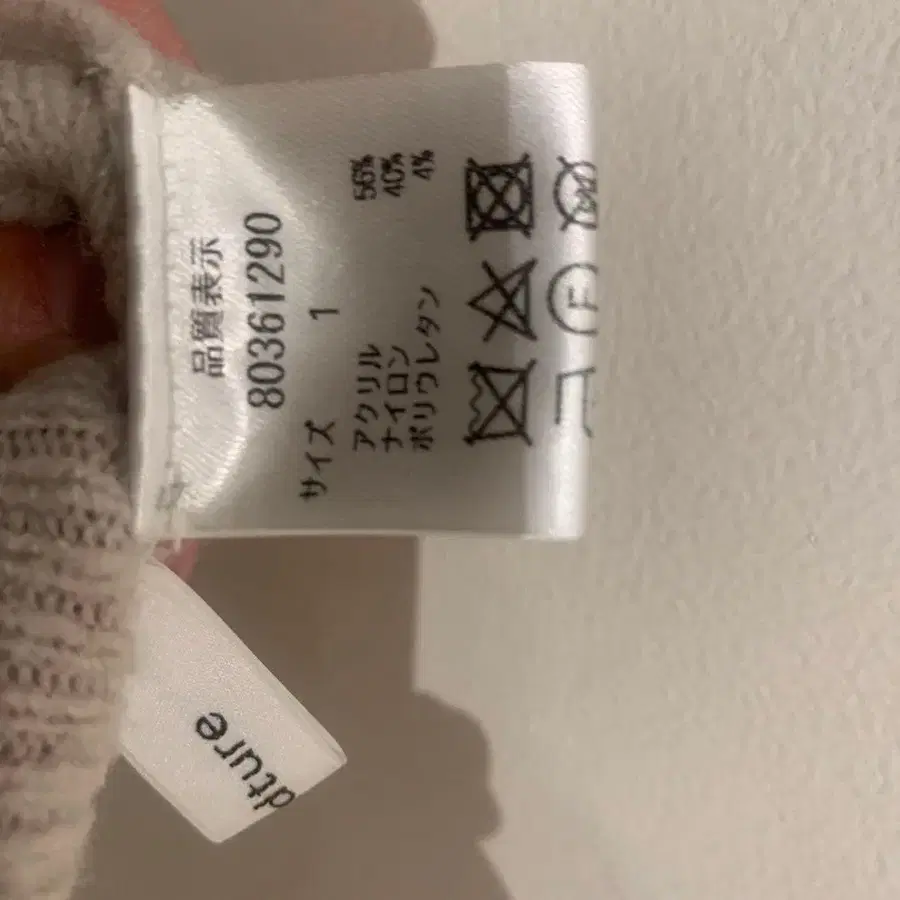 品質表示
80361290
サイズ 1
アクリル 56%
ナイロン 40%
ポリウレタン 4%
F
dture